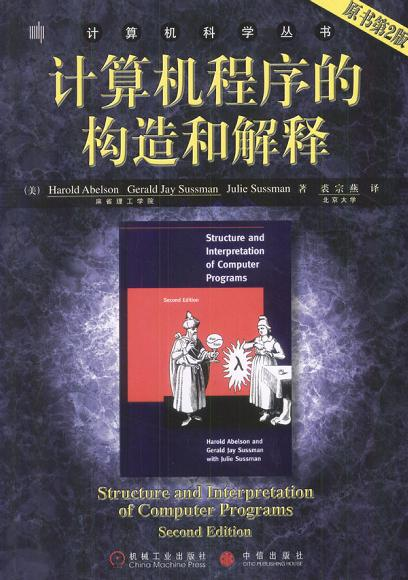 计算机科学丛书
原书第2版
计算机程序的
构造和解释
(美) Harold Abelson Gerald Jay Sussman Julie Sussman 著 裘宗燕 译
麻省理工学院 北京大学
Structure and
Interpretation
of Computer
Programs
Second Edition
λ
Harold Abelson and
Gerald Jay Sussman
with Julie Sussman
Structure and Interpretation
of Computer Programs
Second Edition
机械工业出版社 中信出版社
China Machine Press CITIC PUBLISHING HOUSE